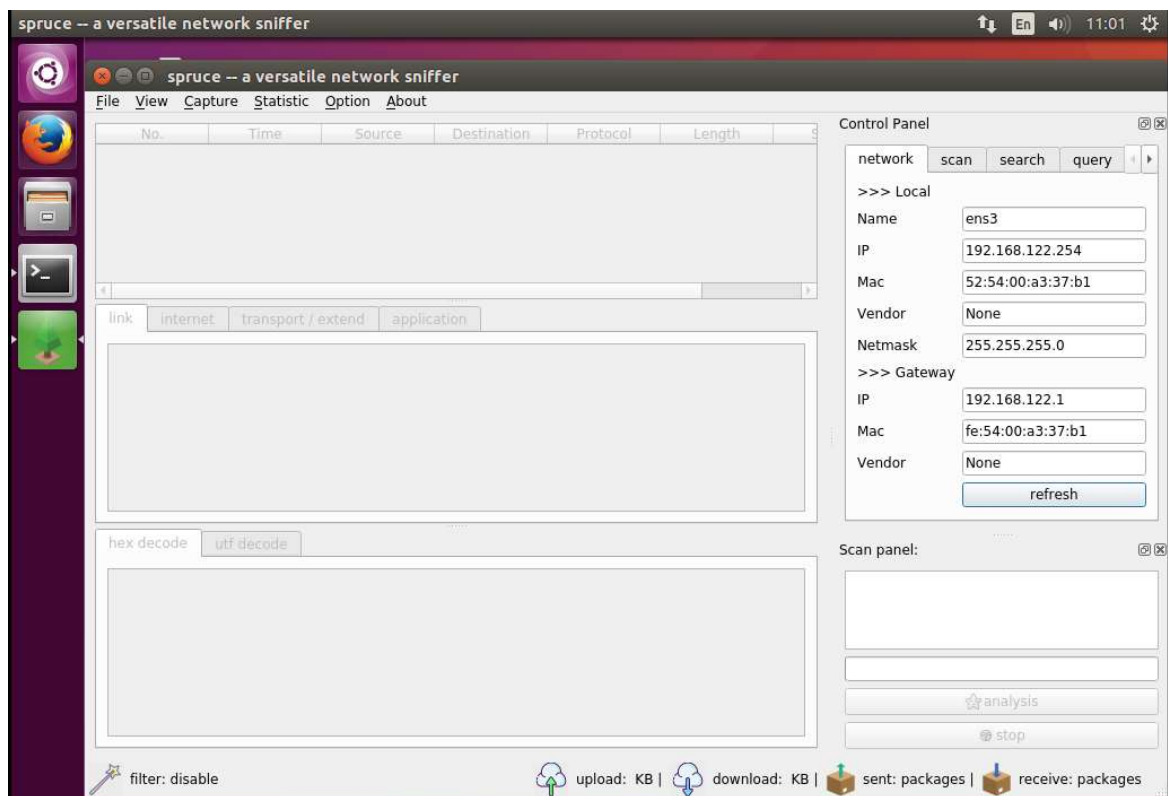 spruce -- a versatile network sniffer
En 11:01
spruce -- a versatile network sniffer
File View Capture Statistic Option About
No. Time Source Destination Protocol Length S
link internet transport / extend application
hex decode utf decode
Control Panel
network scan search query
>>> Local
Name ens3
IP 192.168.122.254
Mac 52:54:00:a3:37:b1
Vendor None
Netmask 255.255.255.0
>>> Gateway
IP 192.168.122.1
Mac fe:54:00:a3:37:b1
Vendor None
refresh
Scan panel:
analysis
stop
filter: disable upload: KB | download: KB | sent: packages | receive: packages